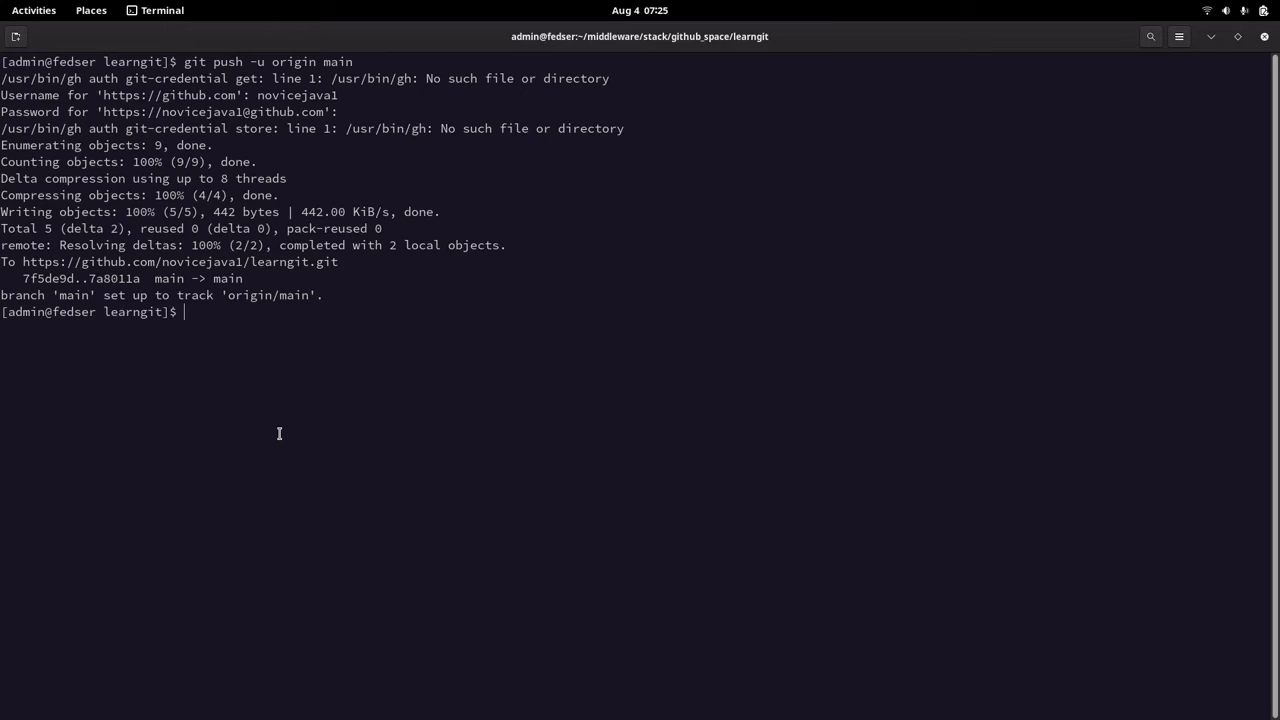 Activities Places Terminal Aug 4 07:25
admin@fedser:~/middleware/stack/github_space/learngit
[admin@fedser learngit]$ git push -u origin main
/usr/bin/gh auth git-credential get: line 1: /usr/bin/gh: No such file or directory
Username for 'https://github.com': novicejava1
Password for 'https://novicejava1@github.com':
/usr/bin/gh auth git-credential store: line 1: /usr/bin/gh: No such file or directory
Enumerating objects: 9, done.
Counting objects: 100% (9/9), done.
Delta compression using up to 8 threads
Compressing objects: 100% (4/4), done.
Writing objects: 100% (5/5), 442 bytes | 442.00 KiB/s, done.
Total 5 (delta 2), reused 0 (delta 0), pack-reused 0
remote: Resolving deltas: 100% (2/2), completed with 2 local objects.
To https://github.com/novicejava1/learngit.git
   7f5de9d..7a8011a  main -> main
branch 'main' set up to track 'origin/main'.
[admin@fedser learngit]$